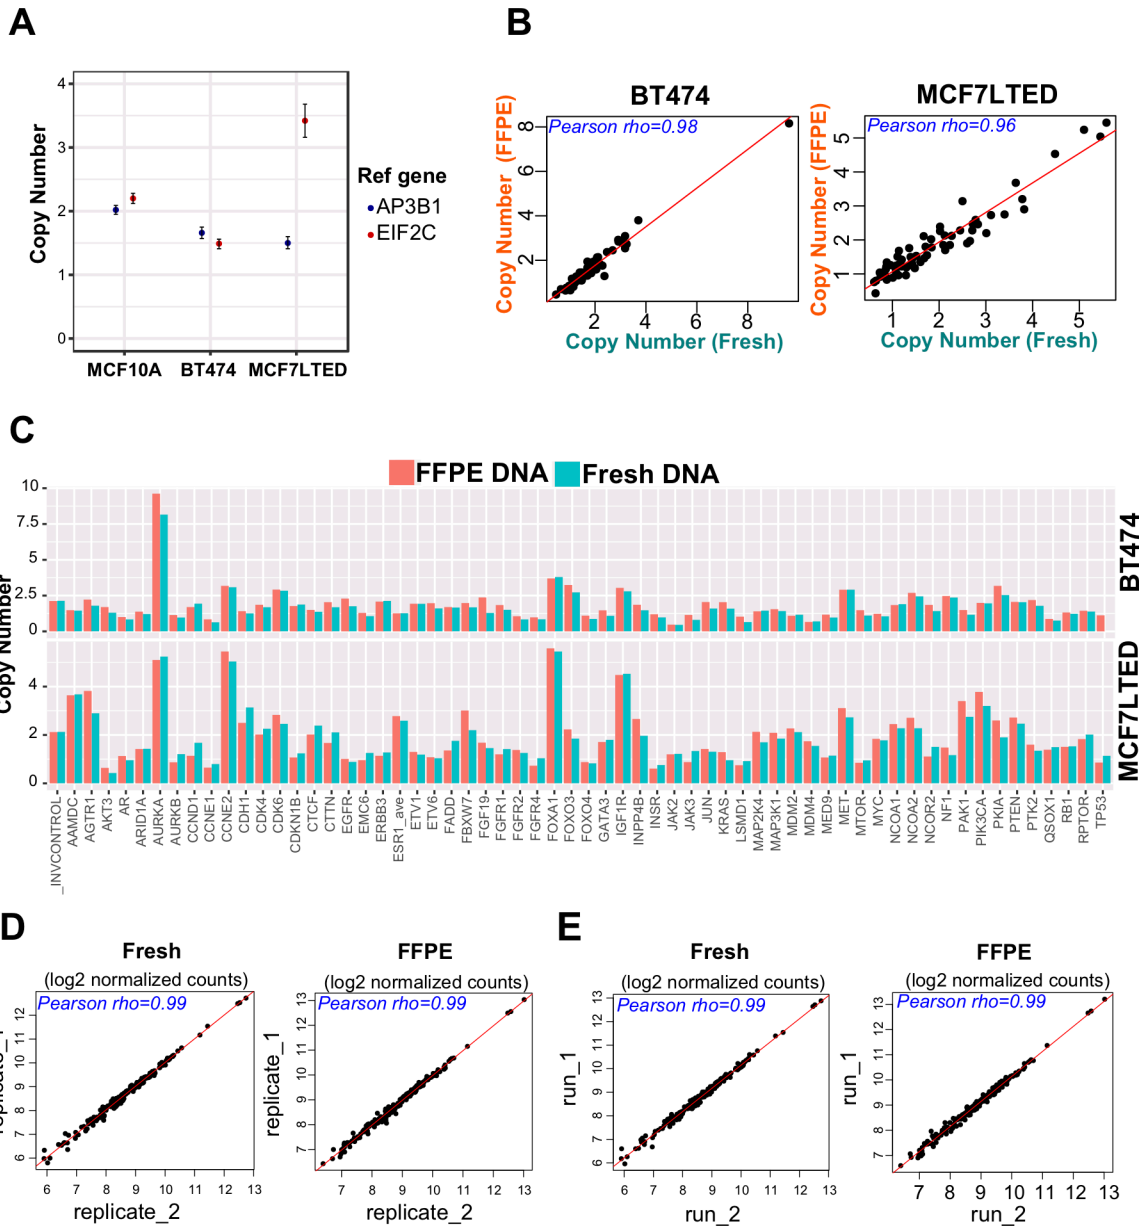 A
Copy Number
4
3
2
1
0
MCF10A BT474 MCF7LTED
Ref gene
AP3B1
EIF2C
B
BT474
Pearson rho=0.98
Copy Number (FFPE)
8
6
4
2
2 4 6 8
Copy Number (Fresh)
MCF7LTED
Pearson rho=0.96
Copy Number (FFPE)
5
4
3
2
1
1 2 3 4 5
Copy Number (Fresh)
C
FFPE DNA Fresh DNA
Copy Number
10
7.5
5
2.5
0
BT474
4
2
0
MCF7LTED
_INVCONTROL
AAMDC
AGTR1
AKT3
AR
ARID1A
AURKA
AURKB
CCND1
CCNE1
CCNE2
CDH1
CDK4
CDK6
CDKN1B
CTCF
CTTN
EGFR
EMC6
ERBB3
ESR1_ave
ETV1
ETV6
FADD
FBXW7
FGF19
FGFR1
FGFR2
FGFR4
FOXA1
FOXO3
FOXO4
GATA3
IGF1R
INPP4B
INSR
JAK2
JAK3
JUN
KRAS
LSMD1
MAP2K4
MAP3K1
MDM2
MDM4
MED9
MET
MTOR
MYC
NCOA1
NCOA2
NCOR2
NF1
PAK1
PIK3CA
PKIA
PTEN
PTK2
QSOX1
RB1
RPTOR
TP53
D
Fresh
(log2 normalized counts)
Pearson rho=0.99
replicate_1
12
11
10
9
8
7
6
6 7 8 9 10 11 12 13
replicate_2
FFPE
(log2 normalized counts)
Pearson rho=0.99
replicate_1
13
12
11
10
9
8
7
7 8 9 10 11 12 13
replicate_2
E
Fresh
(log2 normalized counts)
Pearson rho=0.99
run_1
13
12
11
10
9
8
7
6
6 7 8 9 10 11 12 13
run_2
FFPE
(log2 normalized counts)
Pearson rho=0.99
run_1
13
12
11
10
9
8
7
7 8 9 10 11 12 13
run_2